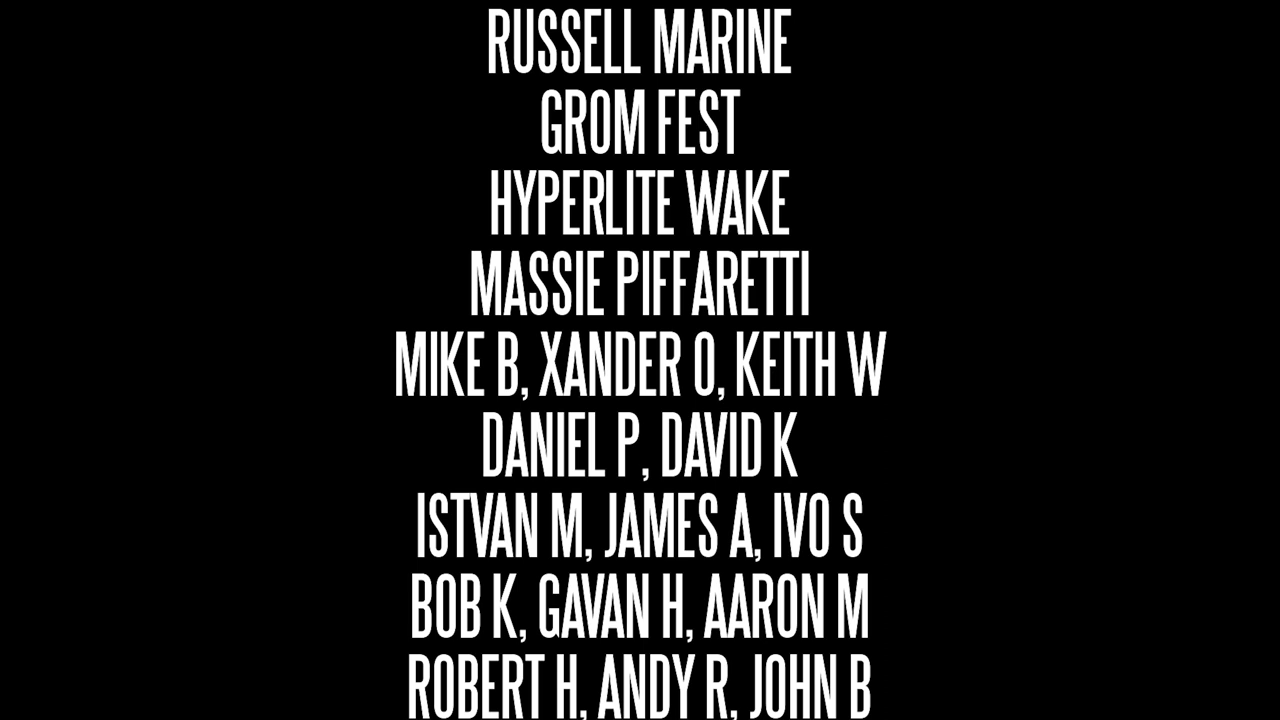 RUSSELL MARINE
GROM FEST
HYPERLITE WAKE
MASSIE PIFFARETTI
MIKE B, XANDER O, KEITH W
DANIEL P, DAVID K
ISTVAN M, JAMES A, IVO S
BOB K, GAVAN H, AARON M
ROBERT H, ANDY R, JOHN B